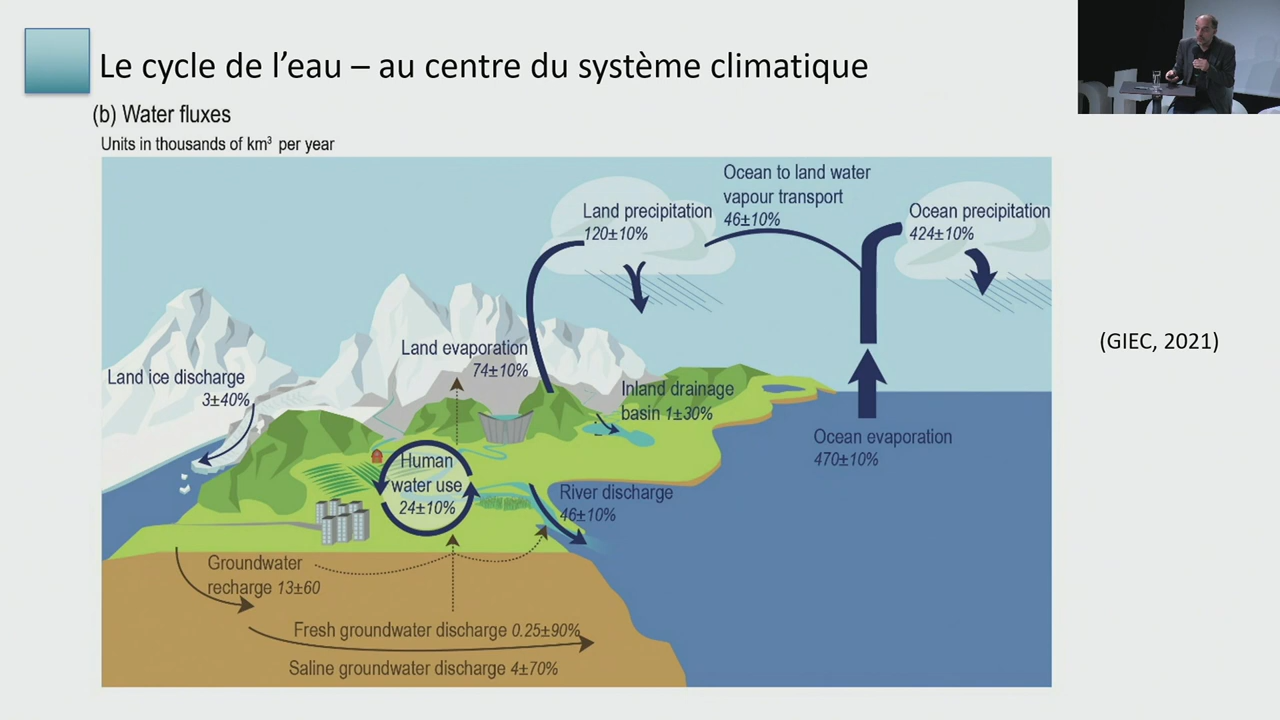 Le cycle de l’eau – au centre du système climatique
(b) Water fluxes
Units in thousands of km³ per year
Ocean to land water
vapour transport
46±10%
Land precipitation
120±10%
Ocean precipitation
424±10%
Land evaporation
74±10%
Land ice discharge
3±40%
Inland drainage
basin 1±30%
Ocean evaporation
470±10%
Human
water use
24±10%
River discharge
46±10%
Groundwater
recharge 13±60
Fresh groundwater discharge 0.25±90%
Saline groundwater discharge 4±70%
(GIEC, 2021)